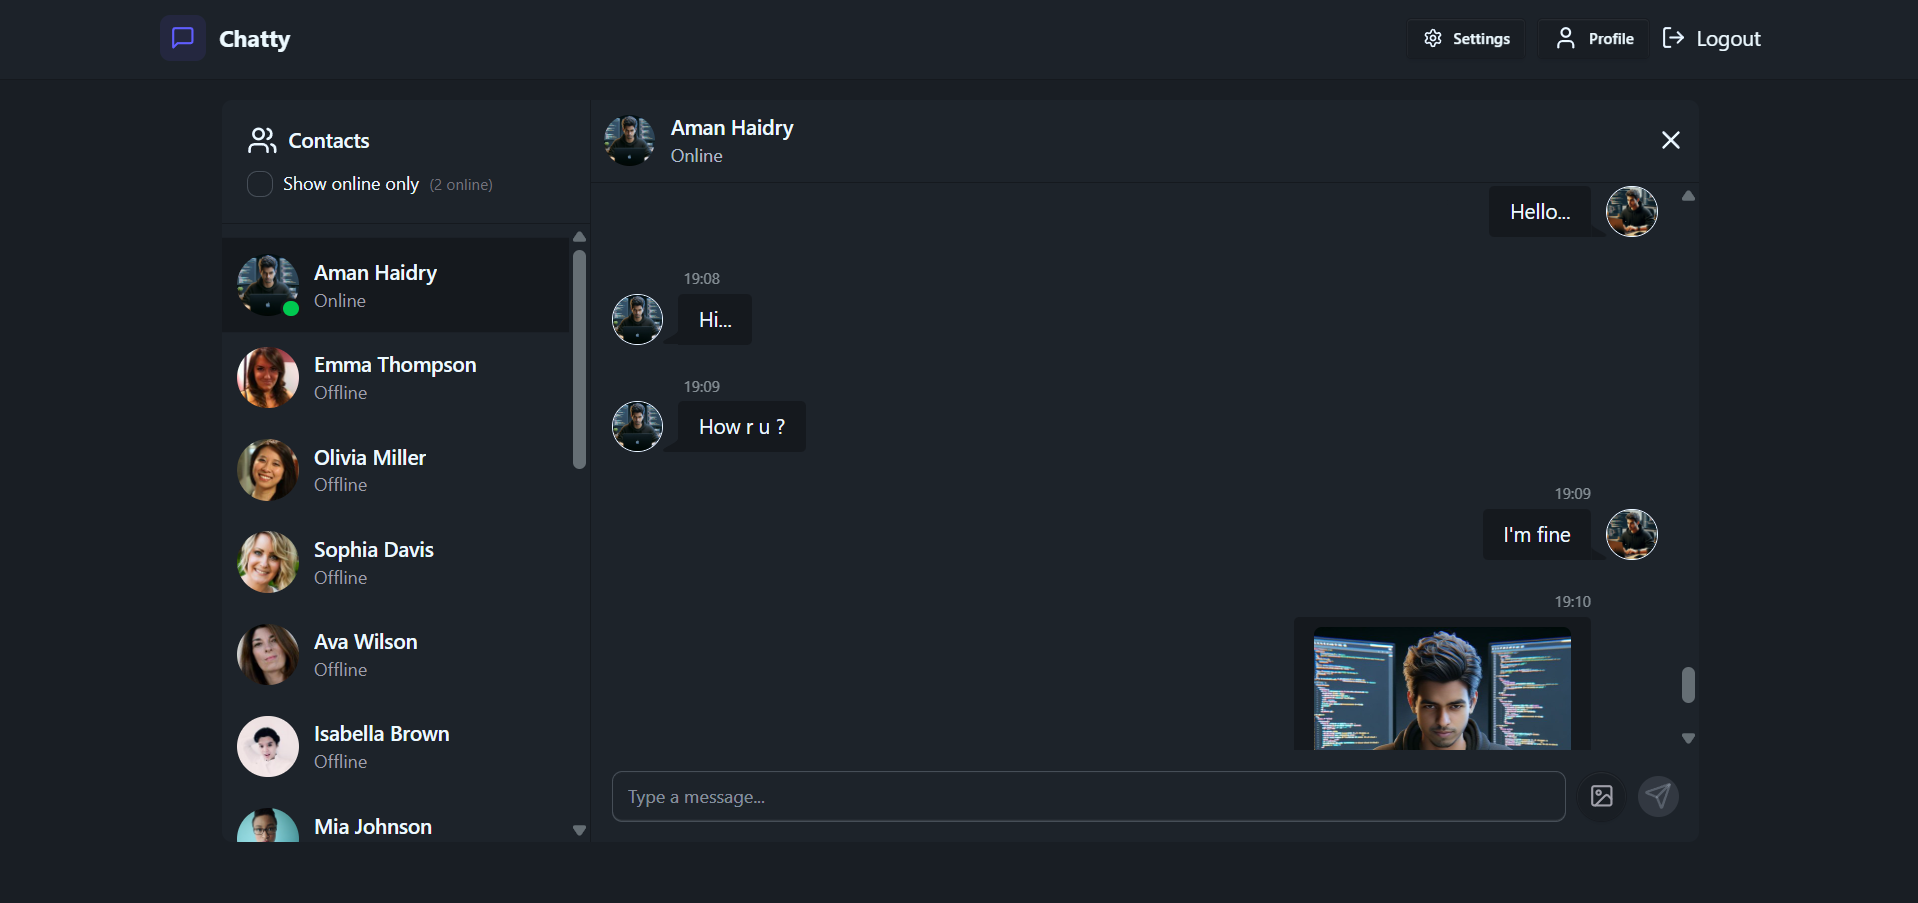 Chatty
Settings
Profile
Logout
Contacts
Show online only (2 online)
Aman Haidry
Online
Emma Thompson
Offline
Olivia Miller
Offline
Sophia Davis
Offline
Ava Wilson
Offline
Isabella Brown
Offline
Mia Johnson
Aman Haidry
Online
Hello...
19:08
Hi...
19:09
How r u ?
19:09
I'm fine
19:10
Type a message...